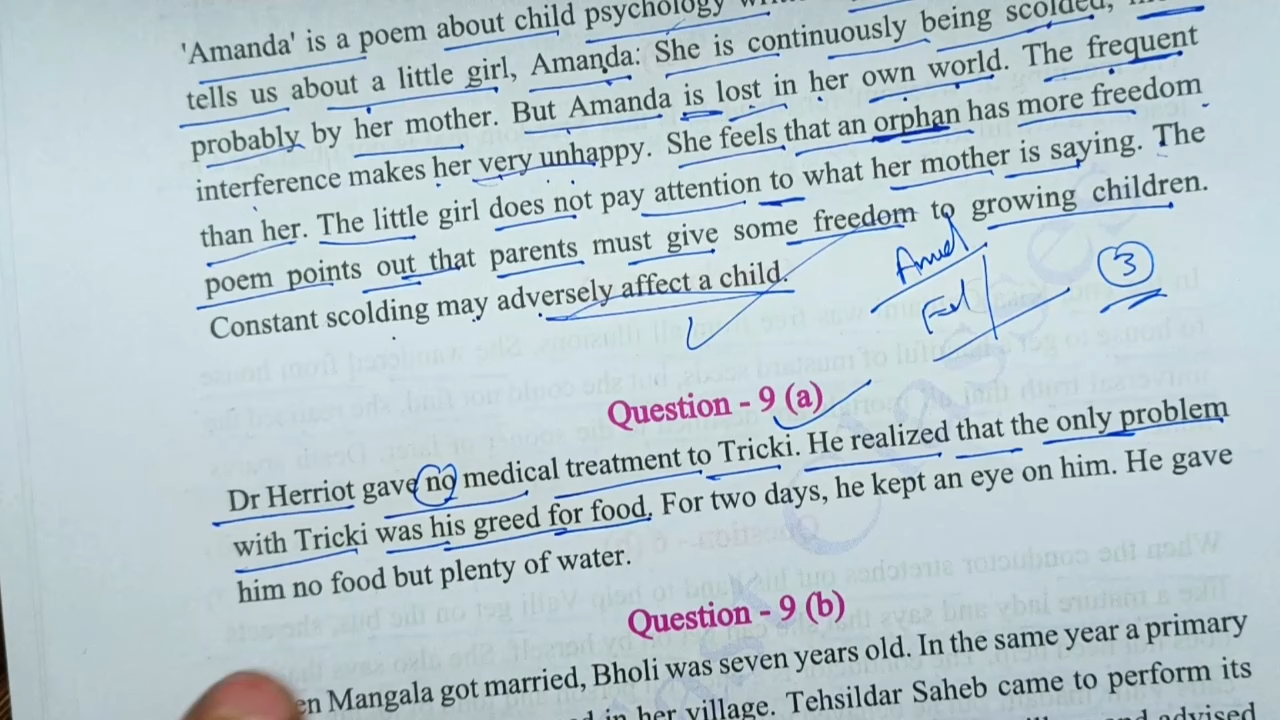 'Amanda' is a poem about child psychology
tells us about a little girl, Amanda: She is continuously being scolded,
probably by her mother. But Amanda is lost in her own world. The frequent
interference makes her very unhappy. She feels that an orphan has more freedom
than her. The little girl does not pay attention to what her mother is saying. The
poem points out that parents must give some freedom to growing children.
Constant scolding may adversely affect a child.
3
Question - 9 (a)
Dr Herriot gave no medical treatment to Tricki. He realized that the only problem
with Tricki was his greed for food. For two days, he kept an eye on him. He gave
him no food but plenty of water.
Question - 9 (b)
Mangala got married, Bholi was seven years old. In the same year a primary
in her village. Tehsildar Saheb came to perform its
advised